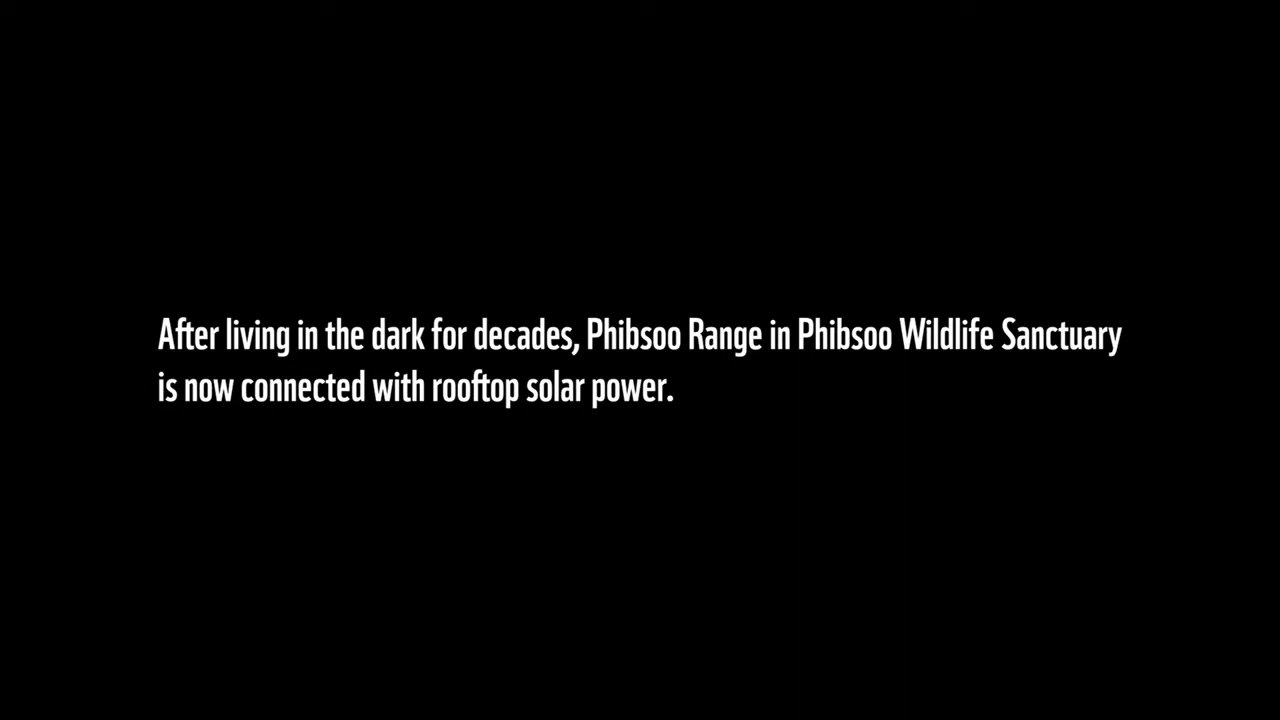 After living in the dark for decades, Phibsoo Range in Phibsoo Wildlife Sanctuary
is now connected with rooftop solar power.